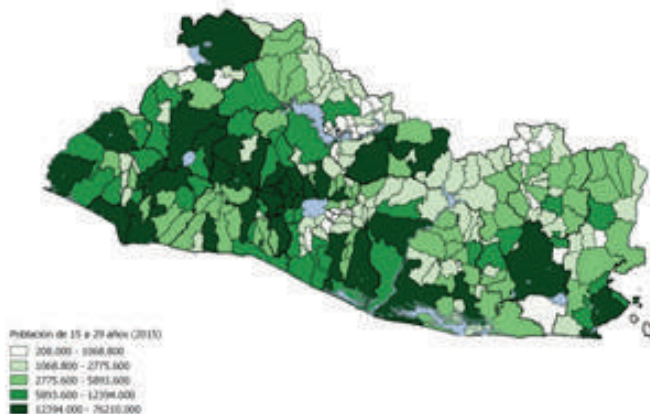 Población de 15 a 29 años (2015)
200.000 - 1068.800
1068.800 - 2775.600
2775.600 - 5893.600
5893.600 - 12394.000
12394.000 - 76210.000